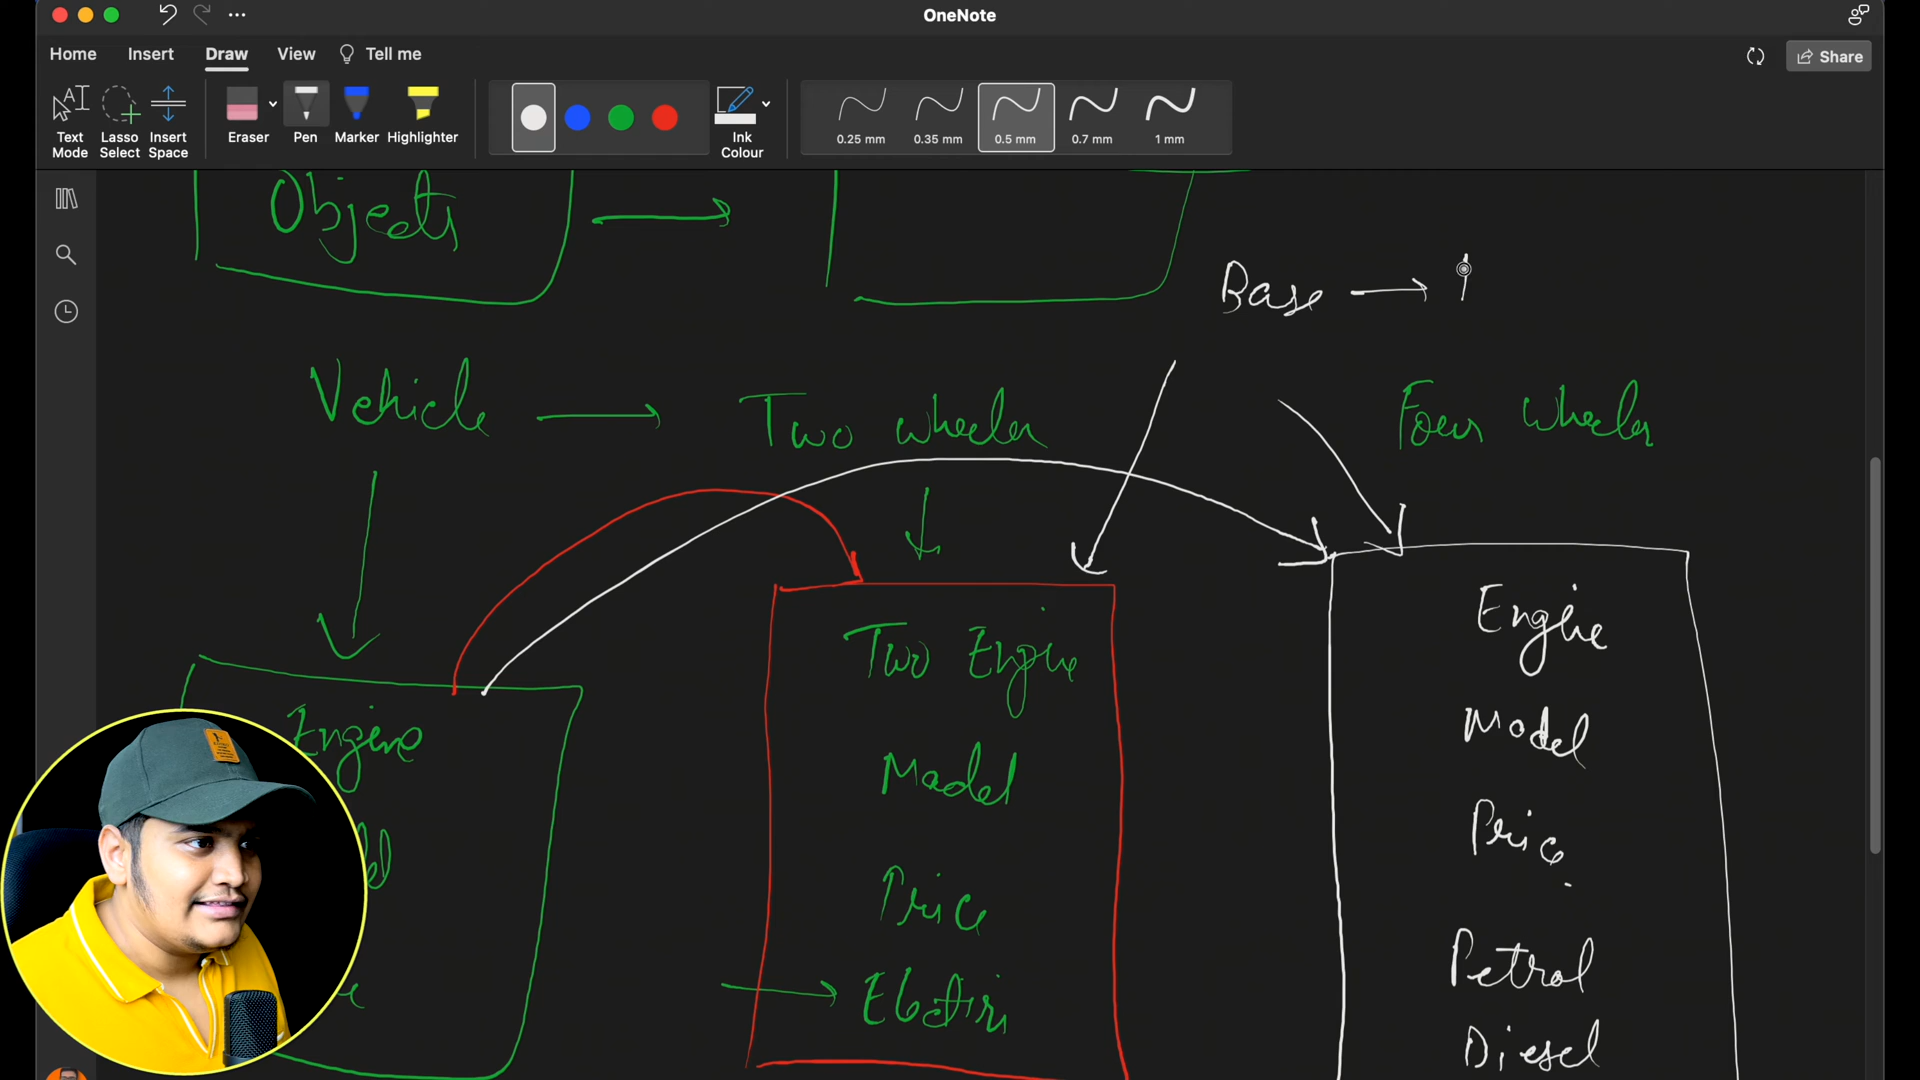 OneNote
Home Insert Draw View Tell me
Share
Text Mode
Lasso Select
Insert Space
Eraser
Pen
Marker
Highlighter
Ink Colour
0.25 mm
0.35 mm
0.5 mm
0.7 mm
1 mm
Objects
Base
Vehicle
Two wheeler
Four wheeler
Engine
Two Engine
Model
Price
Electiri
Engine
Model
Price
Petrol
Diesel